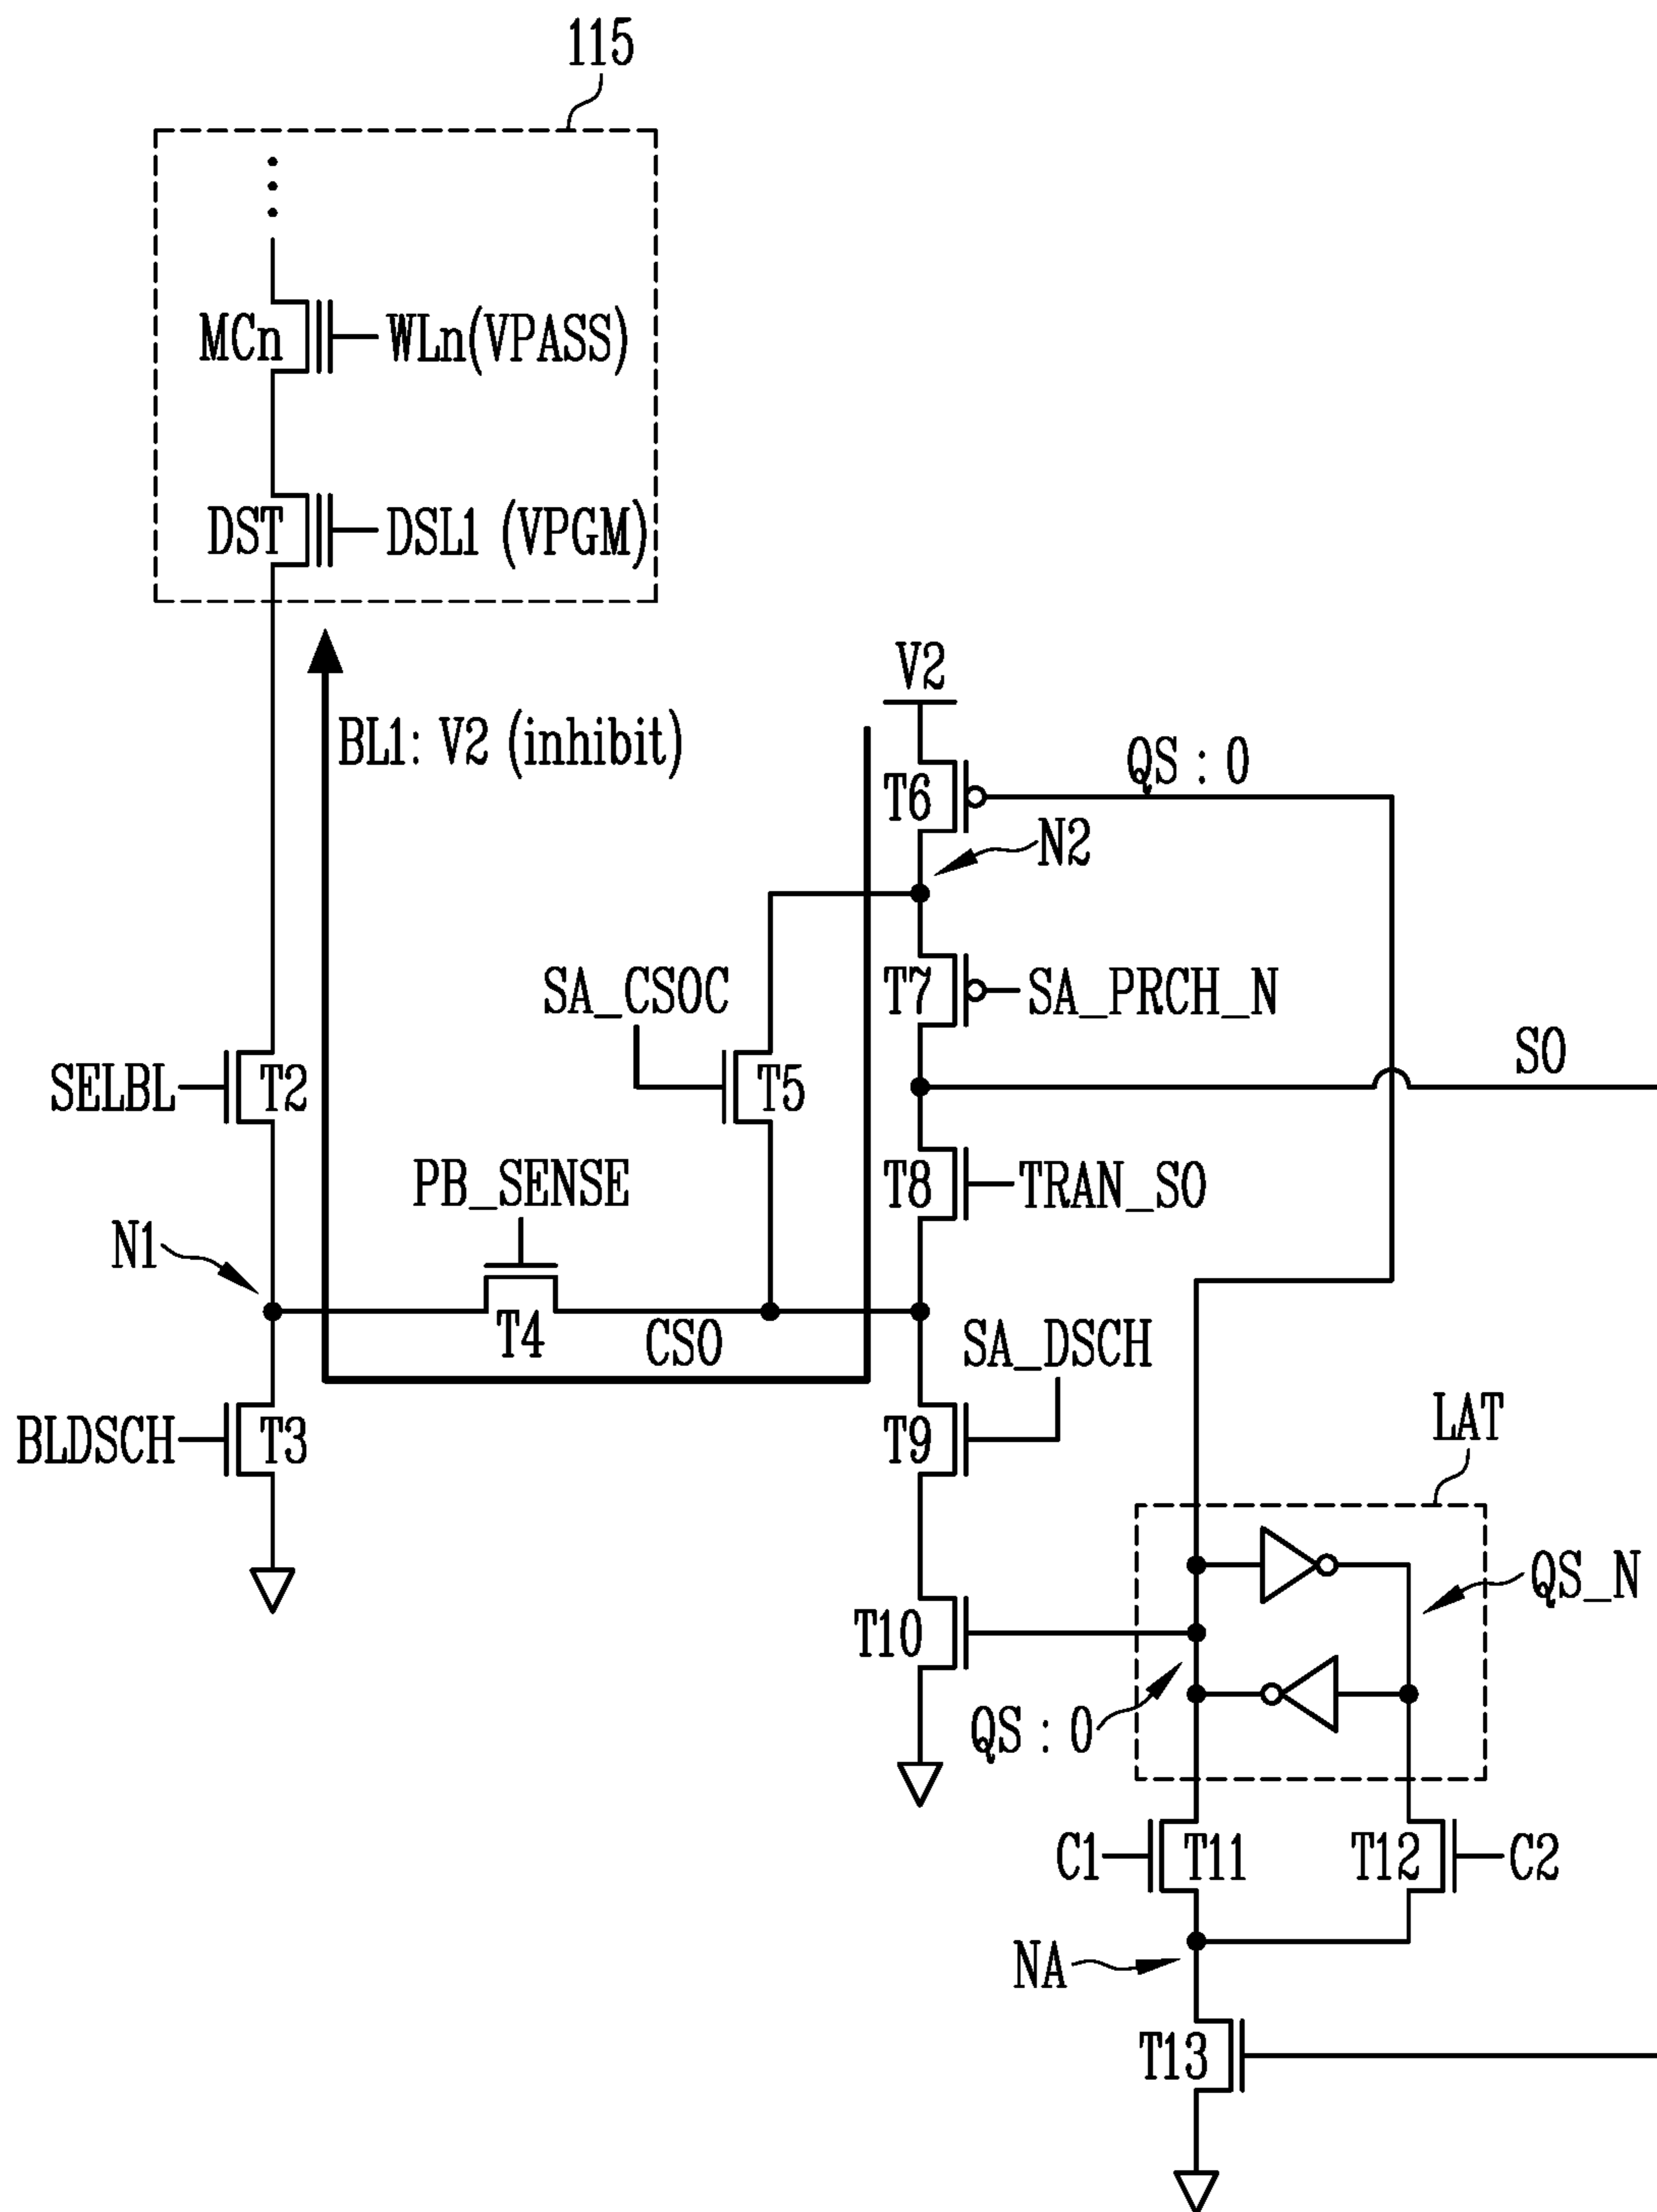 115
MCn
WLn(VPASS)
DST
DSL1 (VPGM)
V2
BL1: V2 (inhibit)
QS : 0
T6
N2
SA_CSOC
T7
SA_PRCH_N
SO
SELBL
T2
T5
PB_SENSE
T8
TRAN_SO
N1
T4
CSO
SA_DSCH
BLDSCH
T3
T9
LAT
QS_N
T10
QS : 0
C1
T11
T12
C2
NA
T13